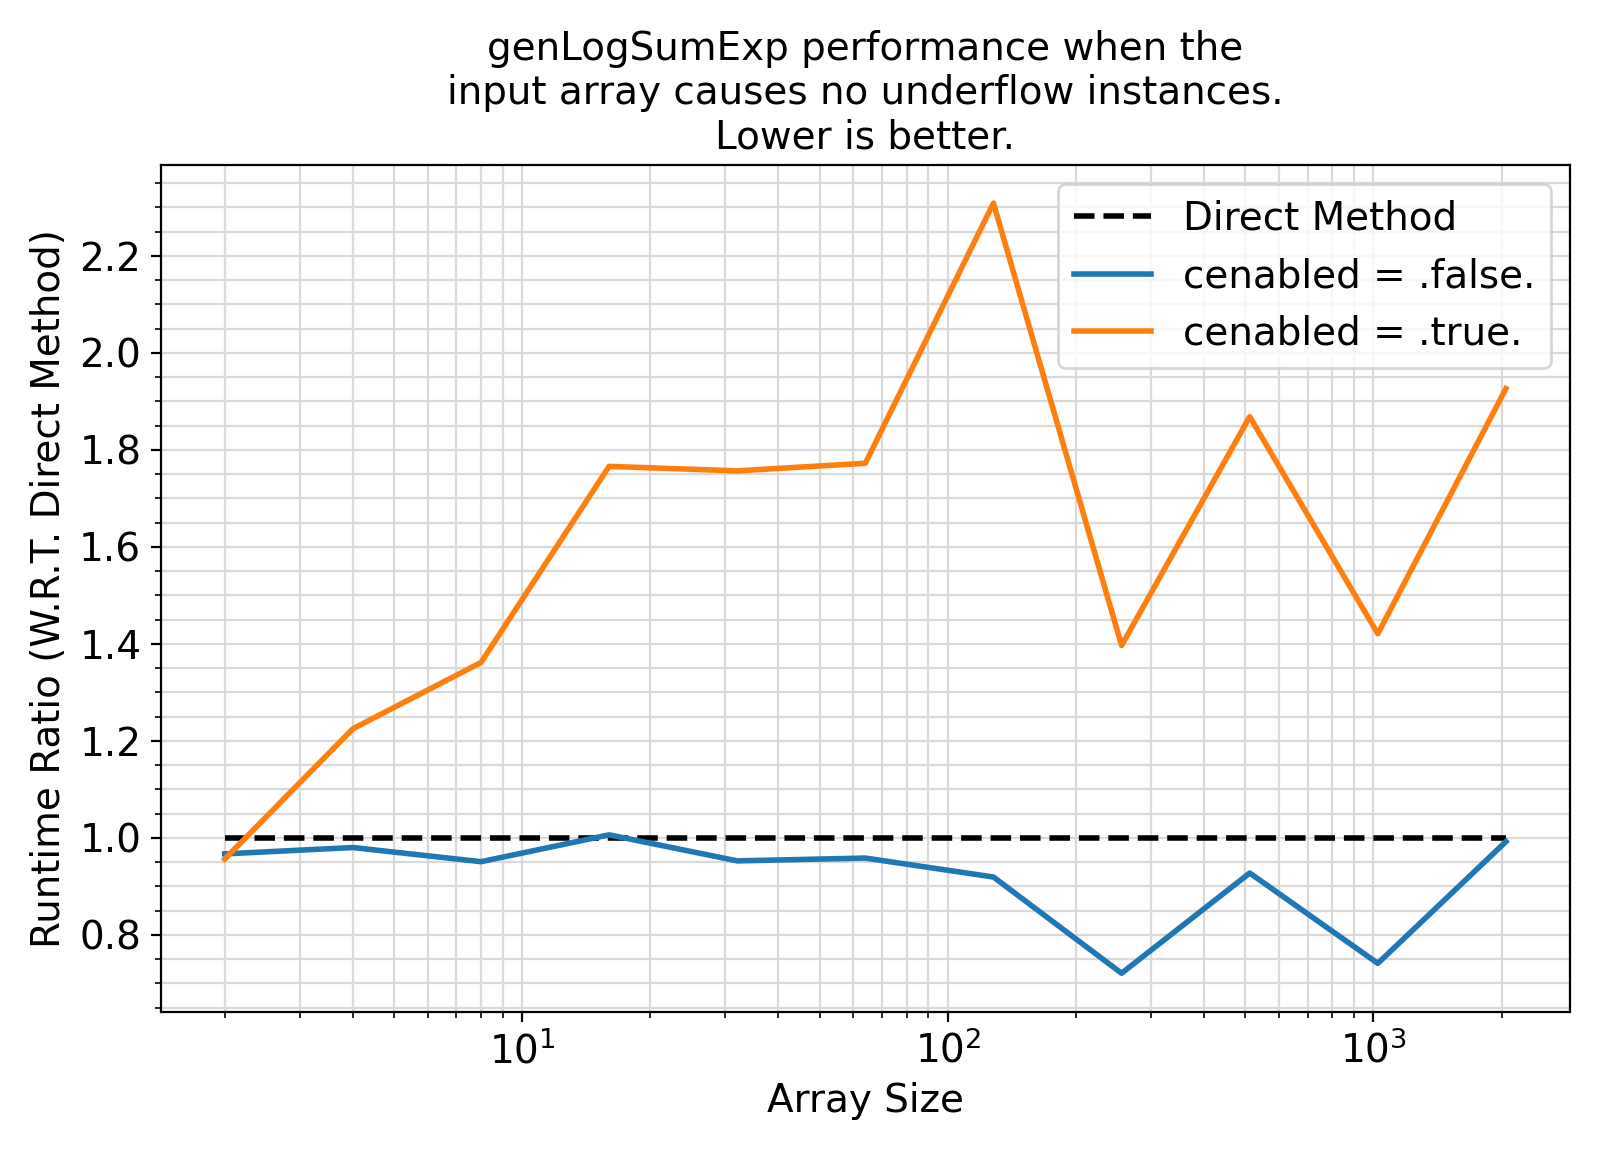 genLogSumExp performance when the
input array causes no underflow instances.
Lower is better.
Runtime Ratio (W.R.T. Direct Method)
2.2
2.0
1.8
1.6
1.4
1.2
1.0
0.8
Direct Method
cenabled = .false.
cenabled = .true.
10¹ 10² 10³
Array Size